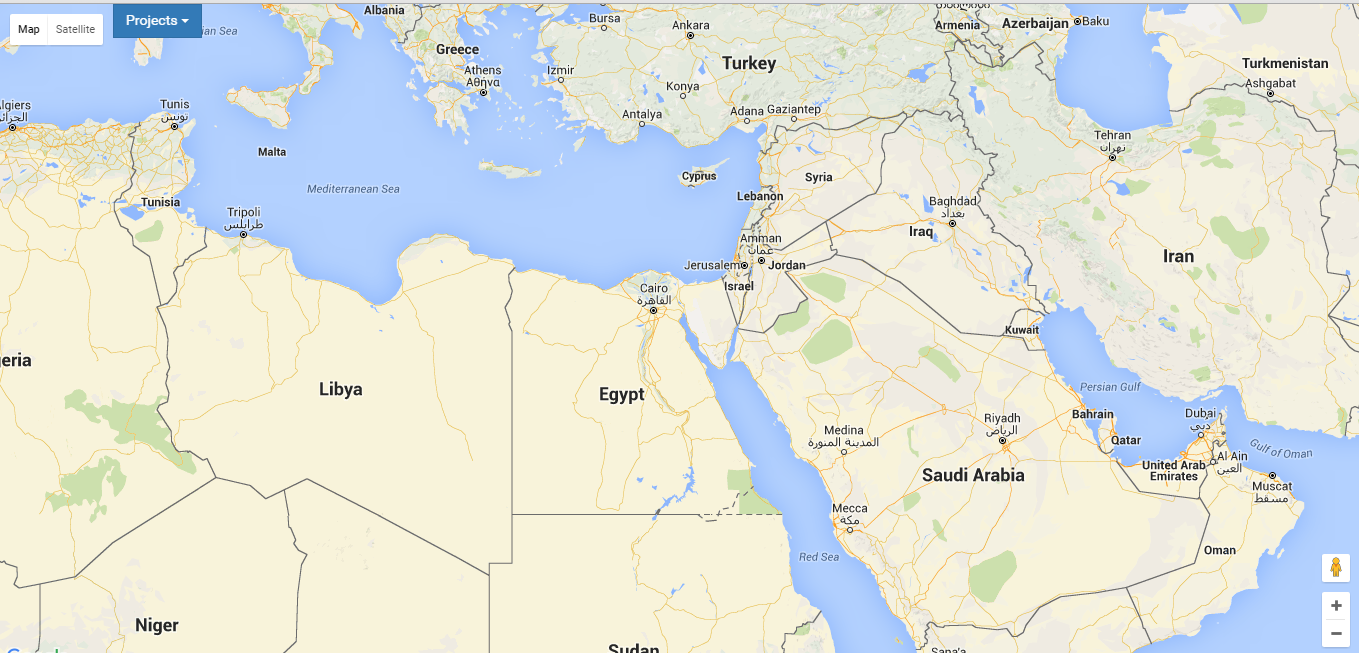 Map
Satellite
Projects
Albania
Bursa
Ankara
Armenia
Azerbaijan
Baku
Greece
Turkey
Turkmenistan
Ashgabat
Athens
Αθήνα
Izmir
Konya
Antalya
Adana
Gaziantep
Tunis
تونس
lgiers
الجزائر
Tehran
تهران
Malta
Mediterranean Sea
Cyprus
Syria
Lebanon
Tunisia
Tripoli
طرابلس
Baghdad
بغداد
Iraq
Iran
Amman
عمان
Jerusalem
Jordan
Israel
Cairo
القاهرة
Kuwait
eria
Libya
Egypt
Persian Gulf
Bahrain
Dubai
دبي
Riyadh
الرياض
Medina
المدينة المنورة
Qatar
Gulf of Oman
Al Ain
العين
United Arab
Emirates
Saudi Arabia
Muscat
مسقط
Mecca
مكة
Red Sea
Oman
Niger
Sudan
Sana'a